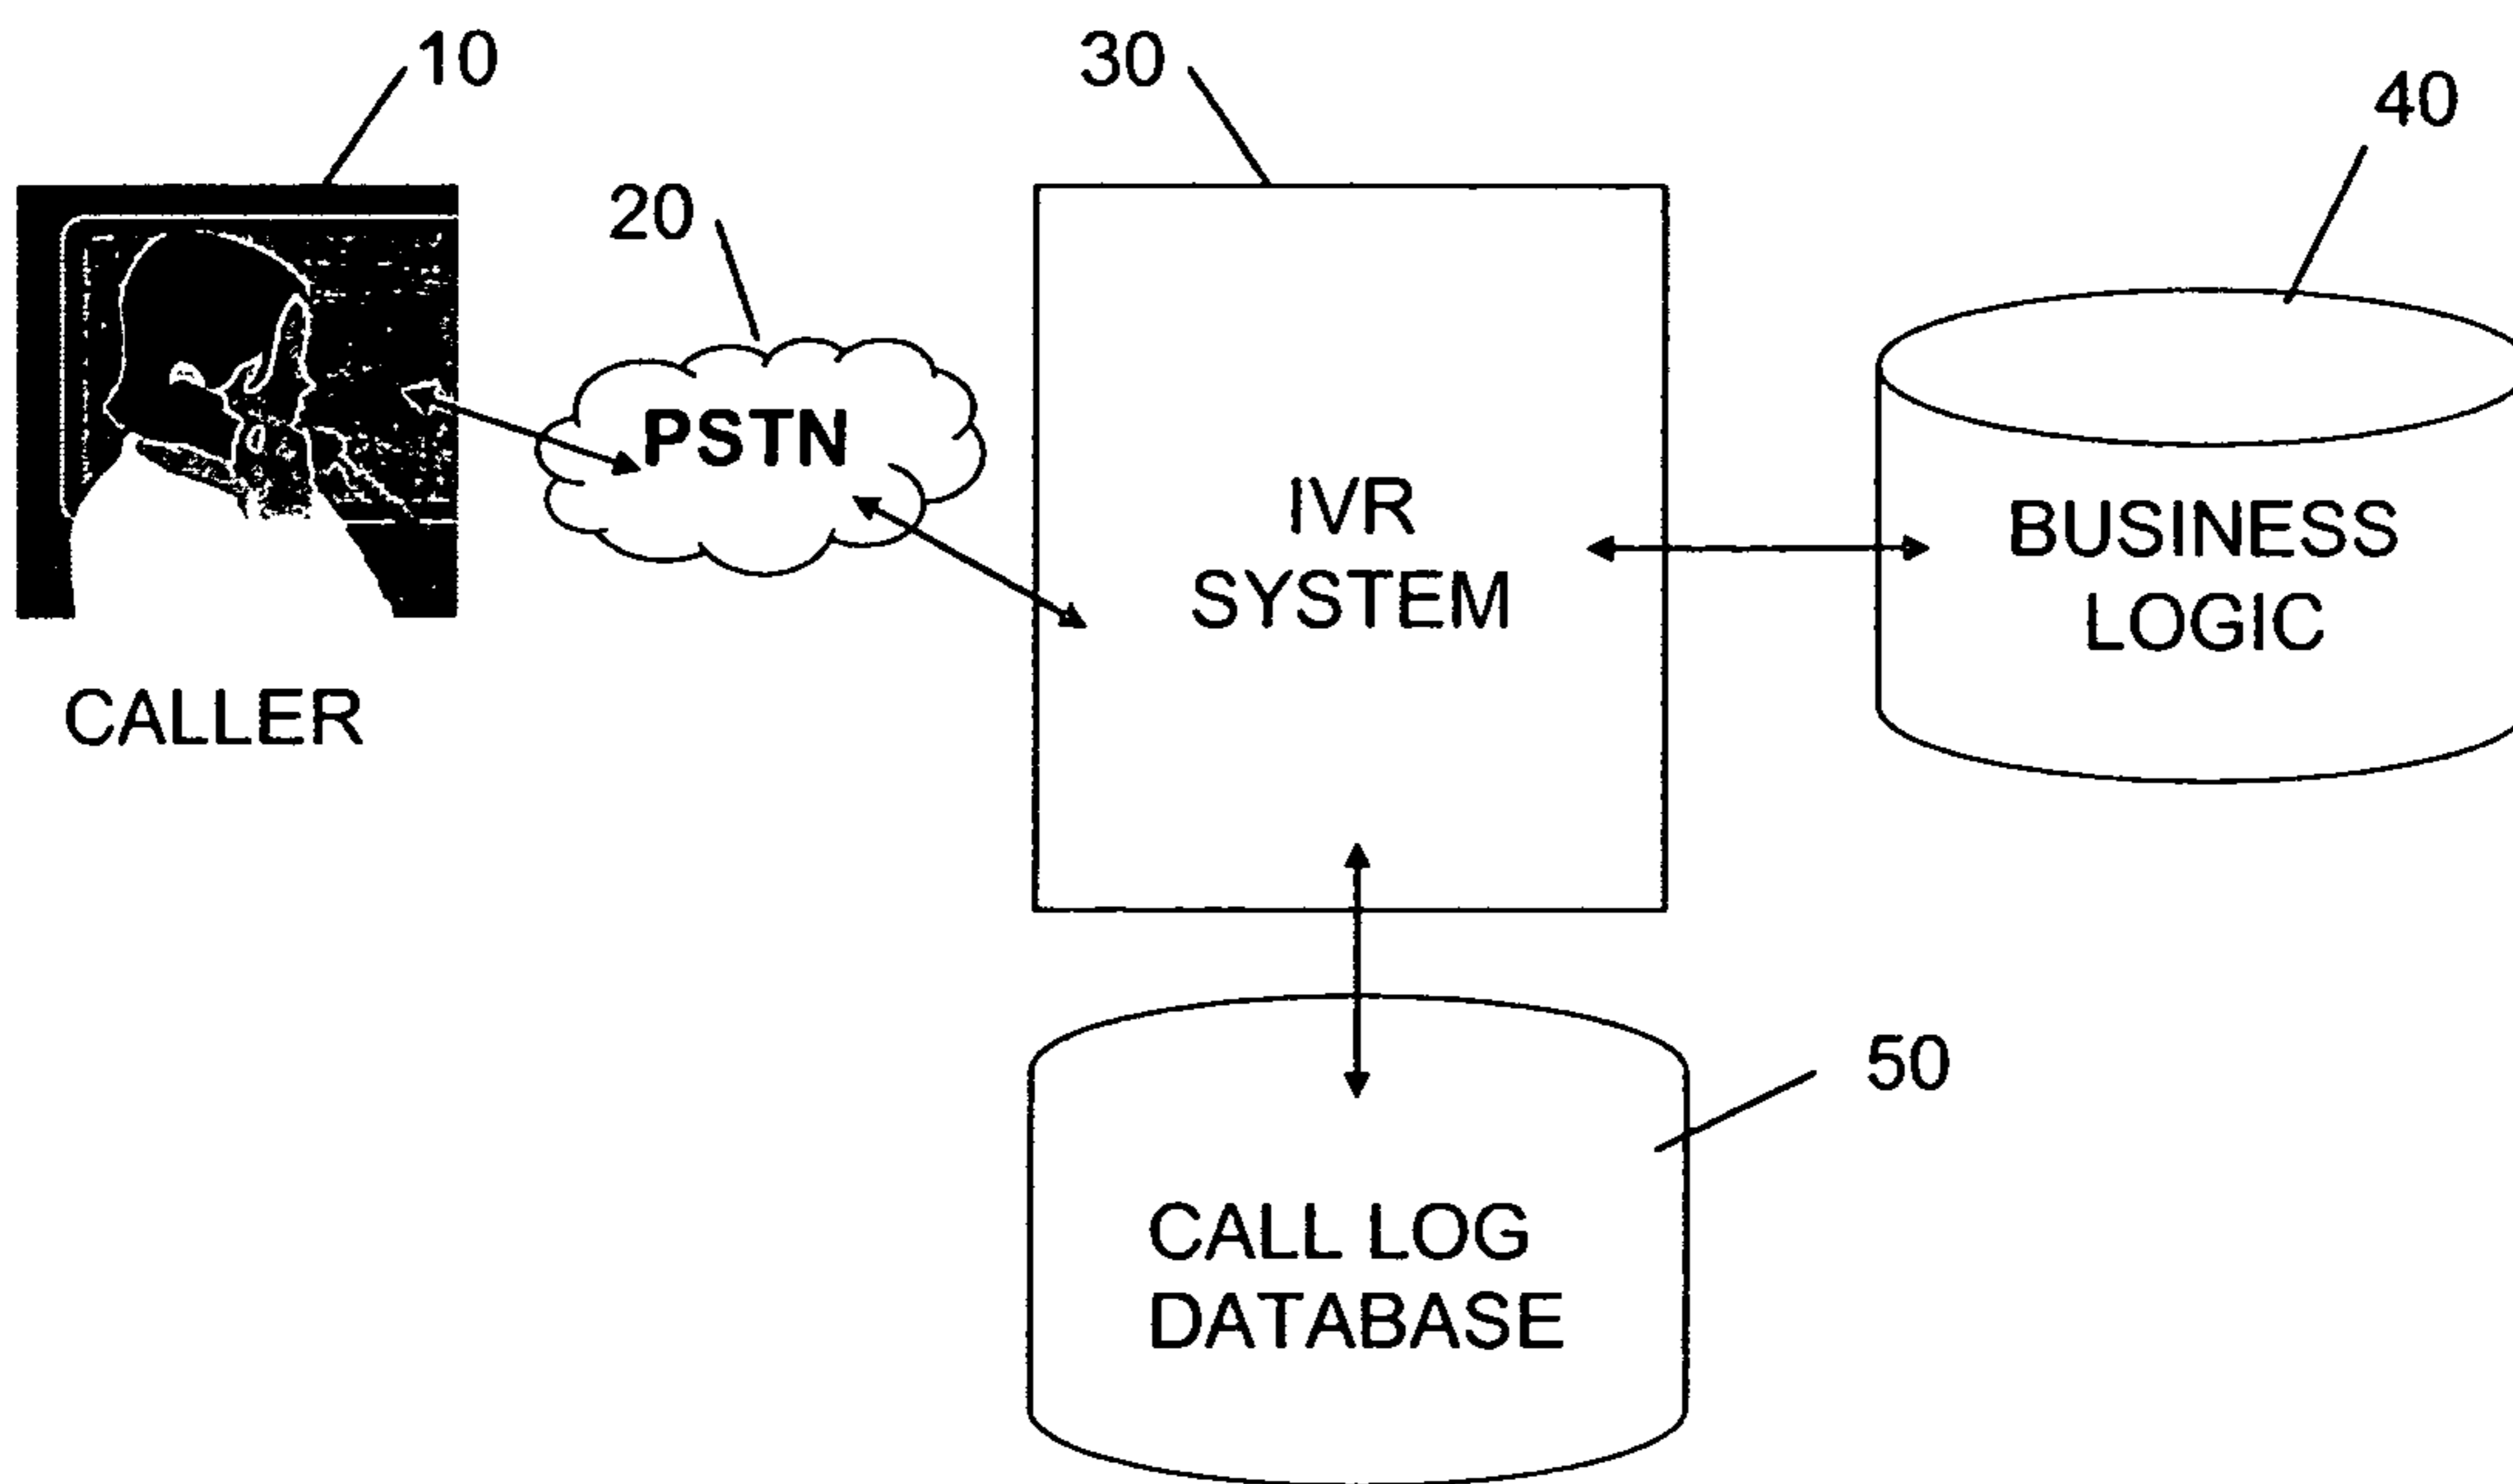 10
30
40
20
PSTN
IVR
SYSTEM
BUSINESS
LOGIC
CALLER
50
CALL LOG
DATABASE